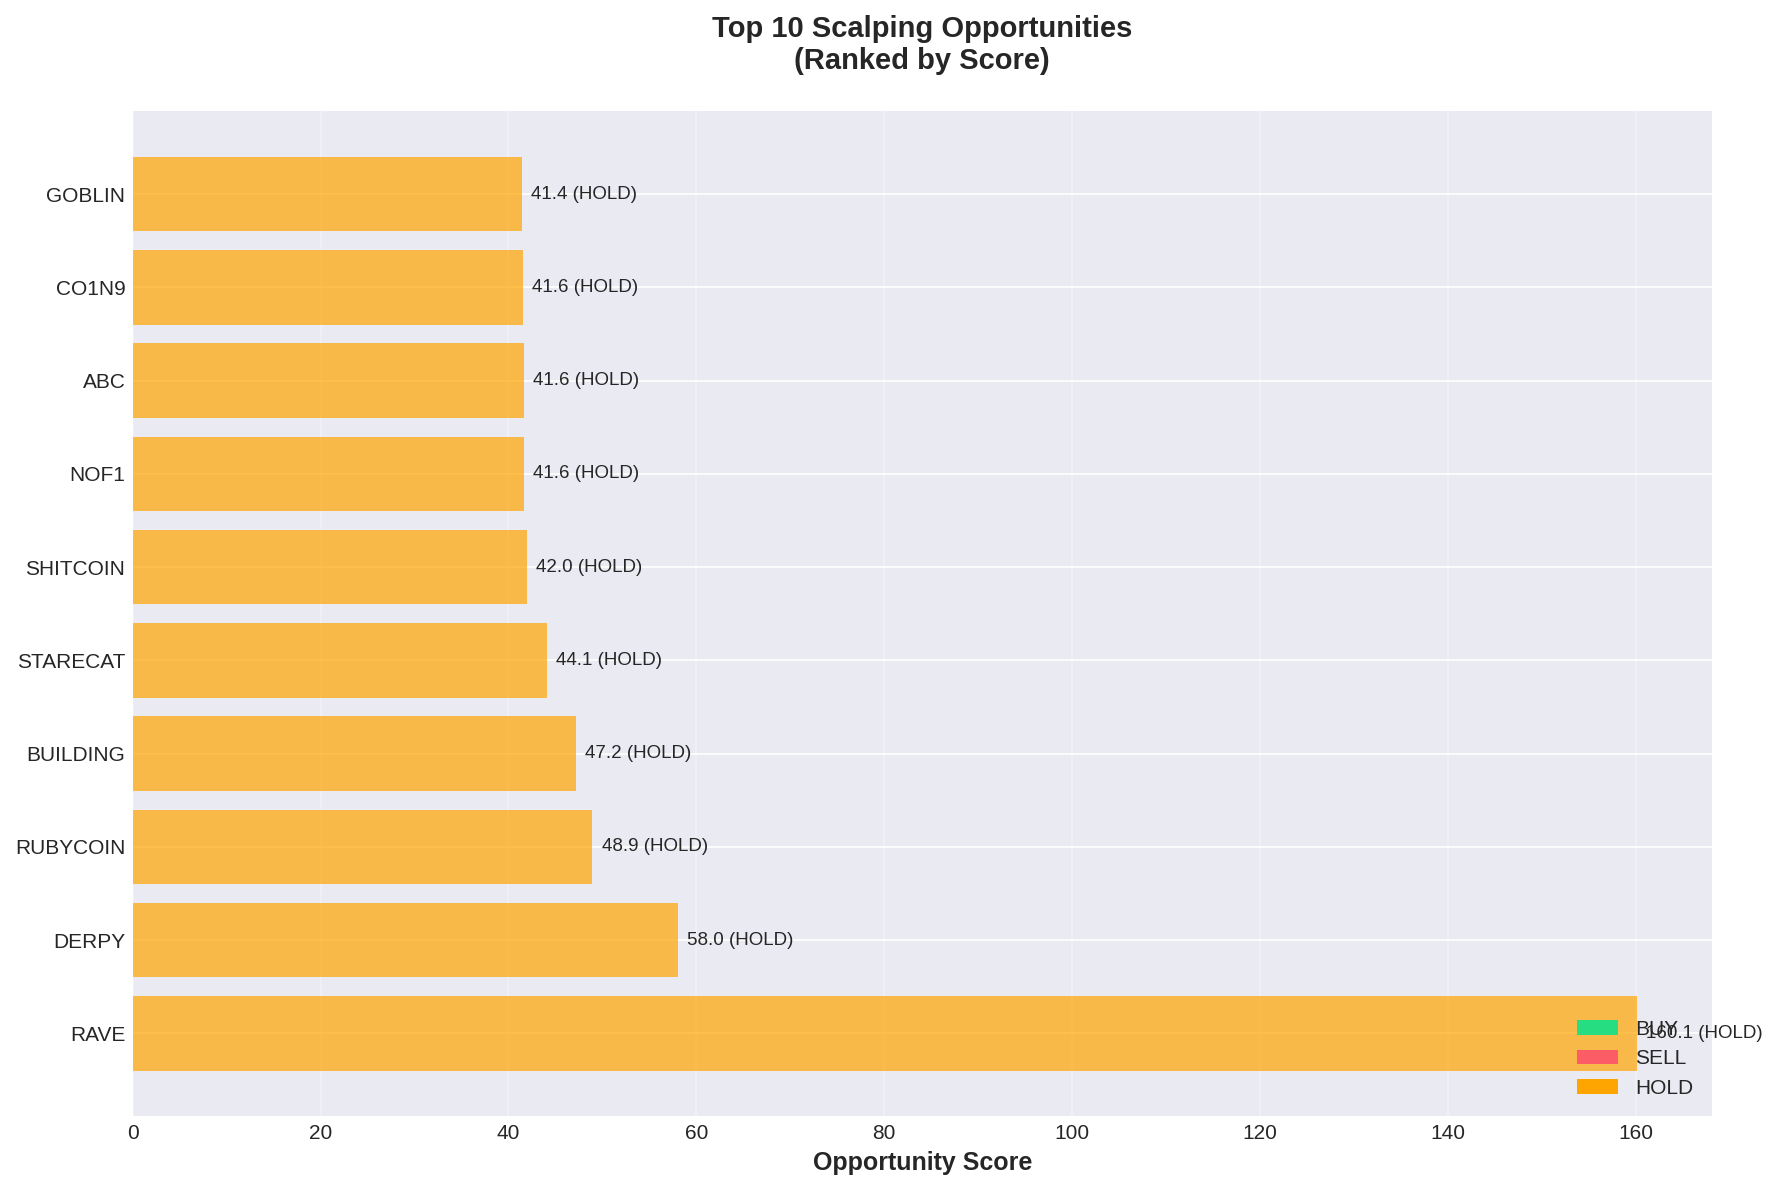 Top 10 Scalping Opportunities
(Ranked by Score)
GOBLIN
41.4 (HOLD)
CO1N9
41.6 (HOLD)
ABC
41.6 (HOLD)
NOF1
41.6 (HOLD)
SHITCOIN
42.0 (HOLD)
STARECAT
44.1 (HOLD)
BUILDING
47.2 (HOLD)
RUBYCOIN
48.9 (HOLD)
DERPY
58.0 (HOLD)
RAVE
160.1 (HOLD)
BUY
SELL
HOLD
0 20 40 60 80 100 120 140 160
Opportunity Score